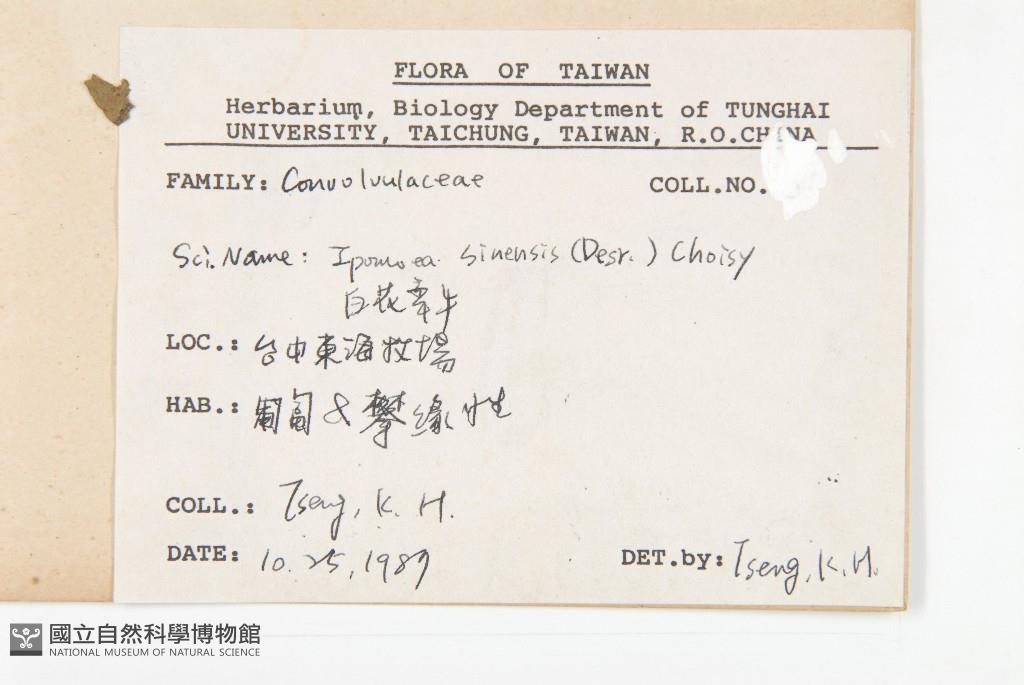 FLORA OF TAIWAN
Herbarium, Biology Department of TUNGHAI
UNIVERSITY, TAICHUNG, TAIWAN, R.O.CHINA
FAMILY: Convolvulaceae COLL.NO.
Sci. Name: Ipomoea sinensis (Desr.) Choisy
白花牽牛
LOC.: 台中東海牧場
HAB.: 匍匐 & 攀緣性
COLL.: Tseng, K. H.
DATE: 10.25,1987 DET.by: Tseng, K. H.
國立自然科學博物館
NATIONAL MUSEUM OF NATURAL SCIENCE